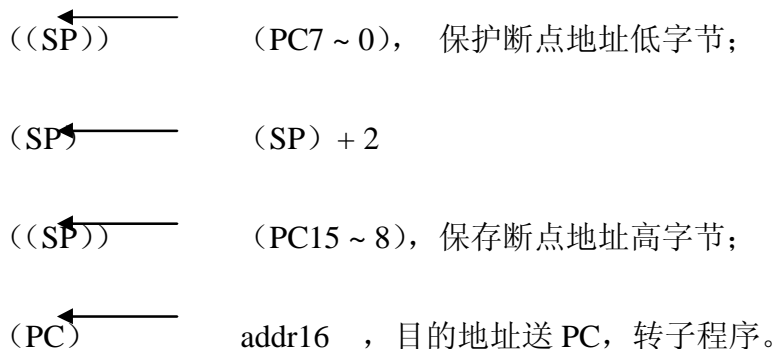 ((SP)) ← (PC7 ~ 0), 保护断点地址低字节;
(SP) ← (SP) + 2
((SP)) ← (PC15 ~ 8), 保存断点地址高字节;
(PC) ← addr16 , 目的地址送 PC, 转子程序。